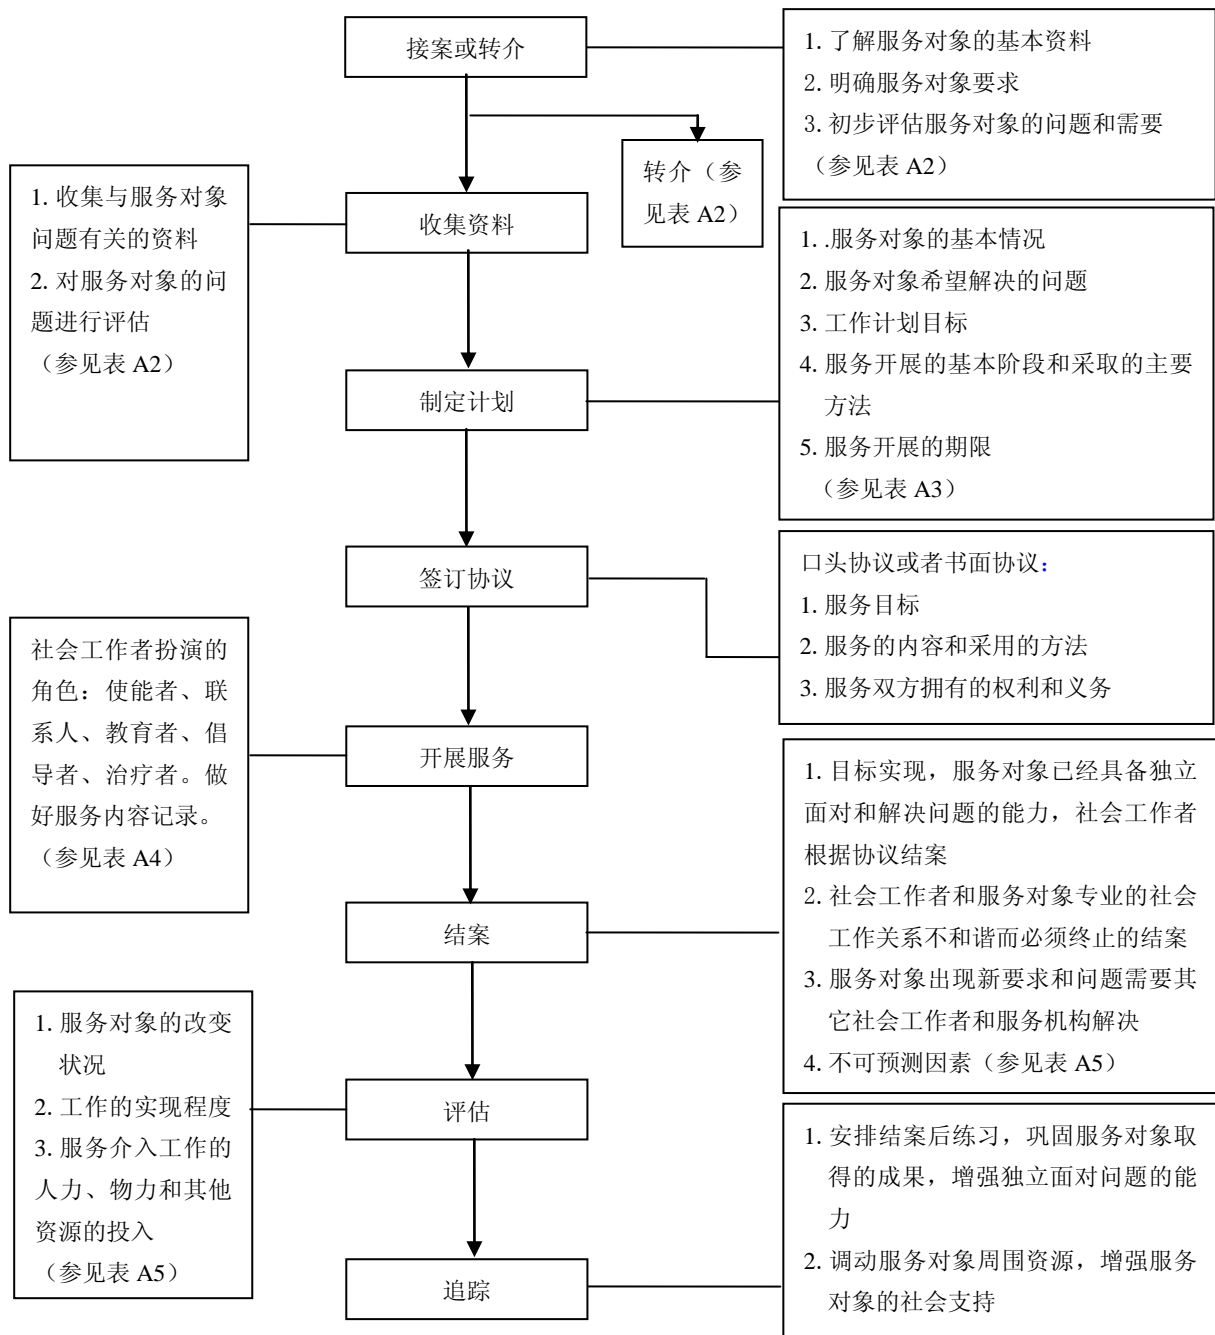 接案或转介
1. 了解服务对象的基本资料
2. 明确服务对象要求
3. 初步评估服务对象的问题和需要
（参见表 A2）
转介（参
见表 A2）
1. 收集与服务对象
问题有关的资料
2. 对服务对象的问
题进行评估
（参见表 A2）
收集资料
1. .服务对象的基本情况
2. 服务对象希望解决的问题
3. 工作计划目标
4. 服务开展的基本阶段和采取的主要
方法
5. 服务开展的期限
（参见表 A3）
制定计划
签订协议
口头协议或者书面协议：
1. 服务目标
2. 服务的内容和采用的方法
3. 服务双方拥有的权利和义务
社会工作者扮演的
角色：使能者、联
系人、教育者、倡
导者、治疗者。做
好服务内容记录。
（参见表 A4）
开展服务
1. 目标实现，服务对象已经具备独立
面对和解决问题的能力，社会工作者
根据协议结案
2. 社会工作者和服务对象专业的社会
工作关系不和谐而必须终止的结案
3. 服务对象出现新要求和问题需要其
它社会工作者和服务机构解决
4. 不可预测因素（参见表 A5）
结案
1. 服务对象的改变
状况
2. 工作的实现程度
3. 服务介入工作的
人力、物力和其他
资源的投入
（参见表 A5）
评估
1. 安排结案后练习，巩固服务对象取
得的成果，增强独立面对问题的能
力
2. 调动服务对象周围资源，增强服务
对象的社会支持
追踪